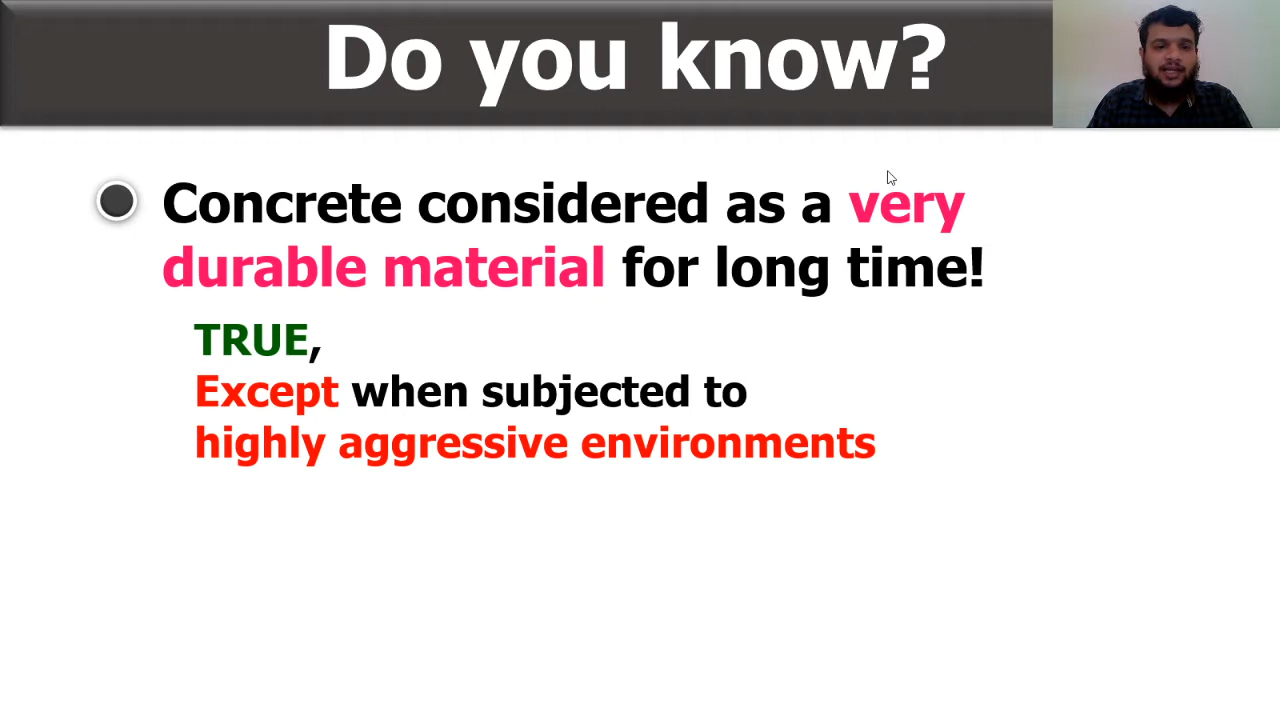 Do you know?
Concrete considered as a very
durable material for long time!
TRUE,
Except when subjected to
highly aggressive environments